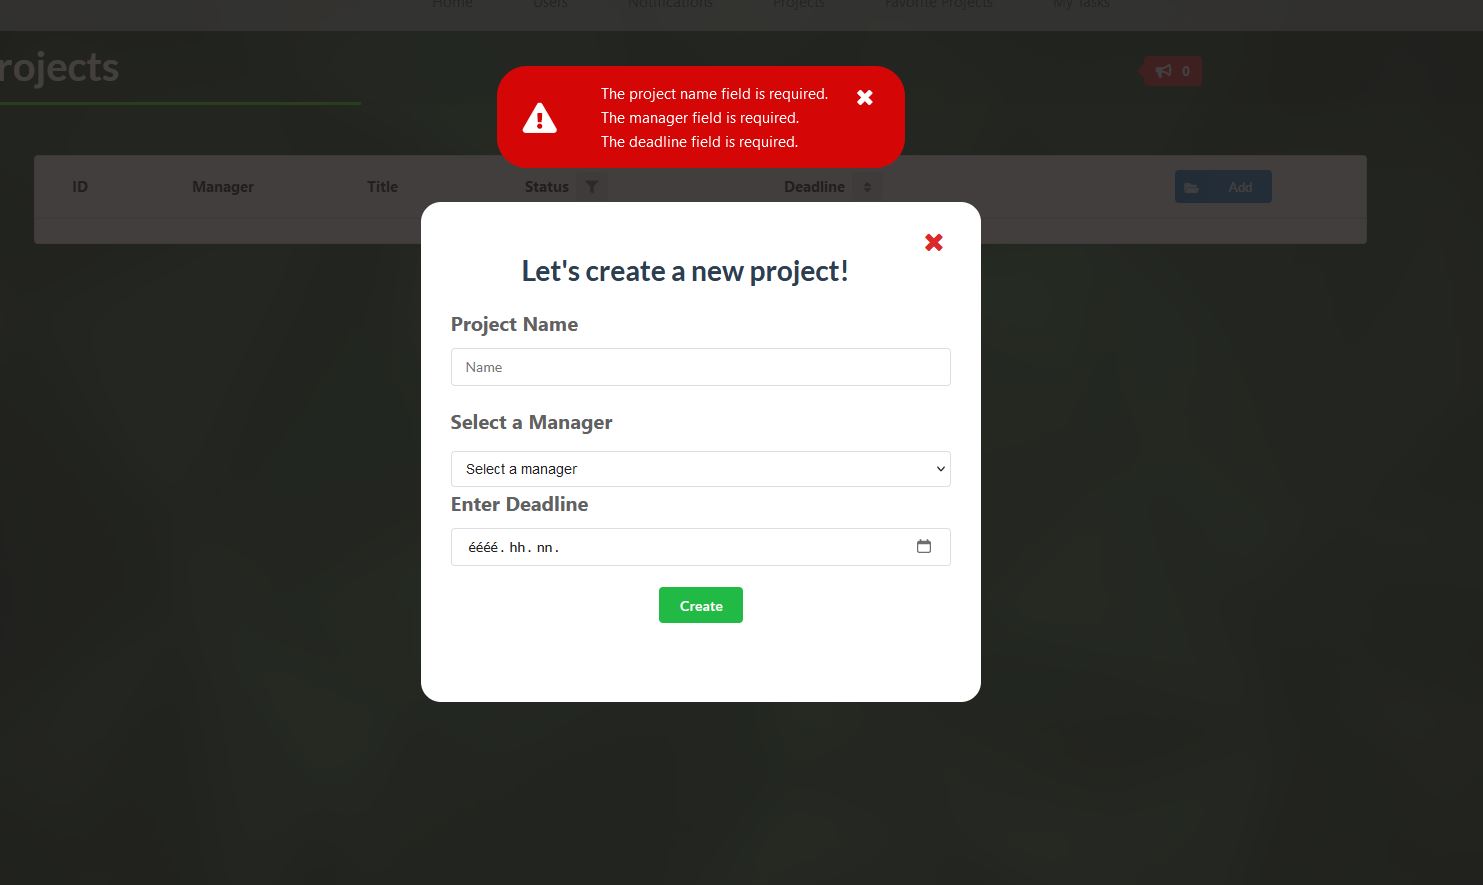 Home Users Notifications Projects Favorite Projects My Tasks
rojects
0
The project name field is required.
The manager field is required.
The deadline field is required.
ID Manager Title Status Deadline Add
Let's create a new project!
Project Name
Name
Select a Manager
Select a manager
Enter Deadline
éééé. hh. nn.
Create